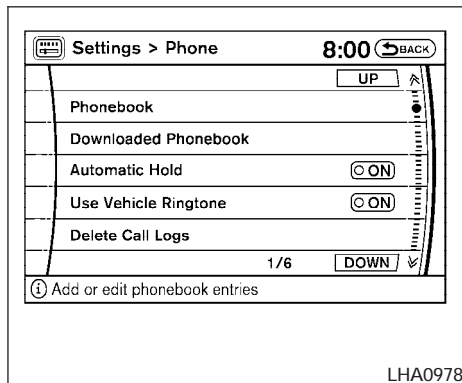 Settings > Phone 8:00 BACK
UP
Phonebook
Downloaded Phonebook
Automatic Hold ON
Use Vehicle Ringtone ON
Delete Call Logs
1/6 DOWN
i Add or edit phonebook entries
LHA0978